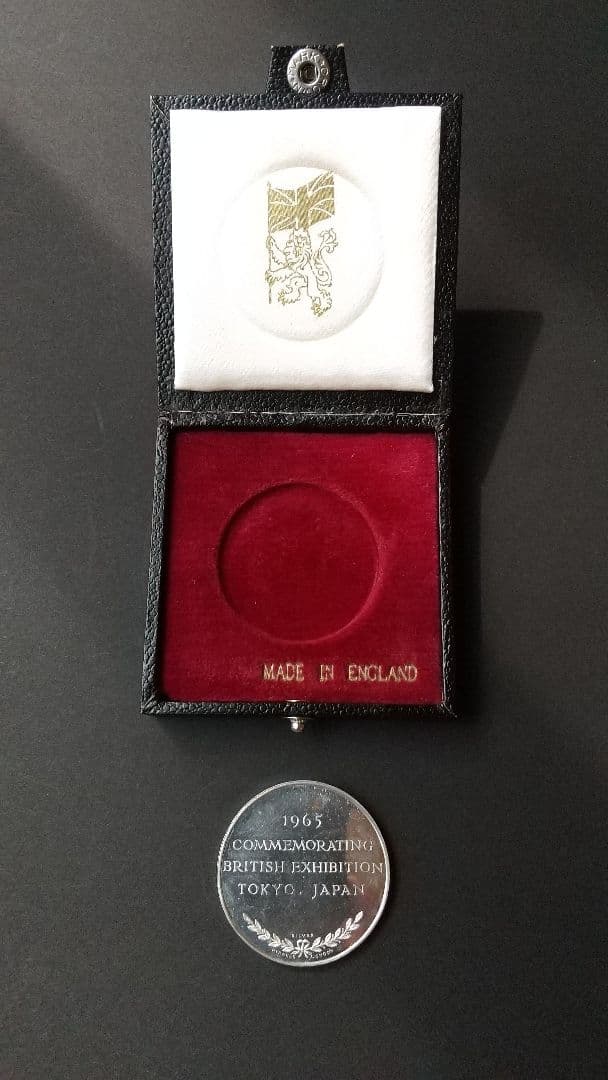 MADE IN ENGLAND
1965
COMMEMORATING
BRITISH EXHIBITION
TOKYO. JAPAN
SILVER